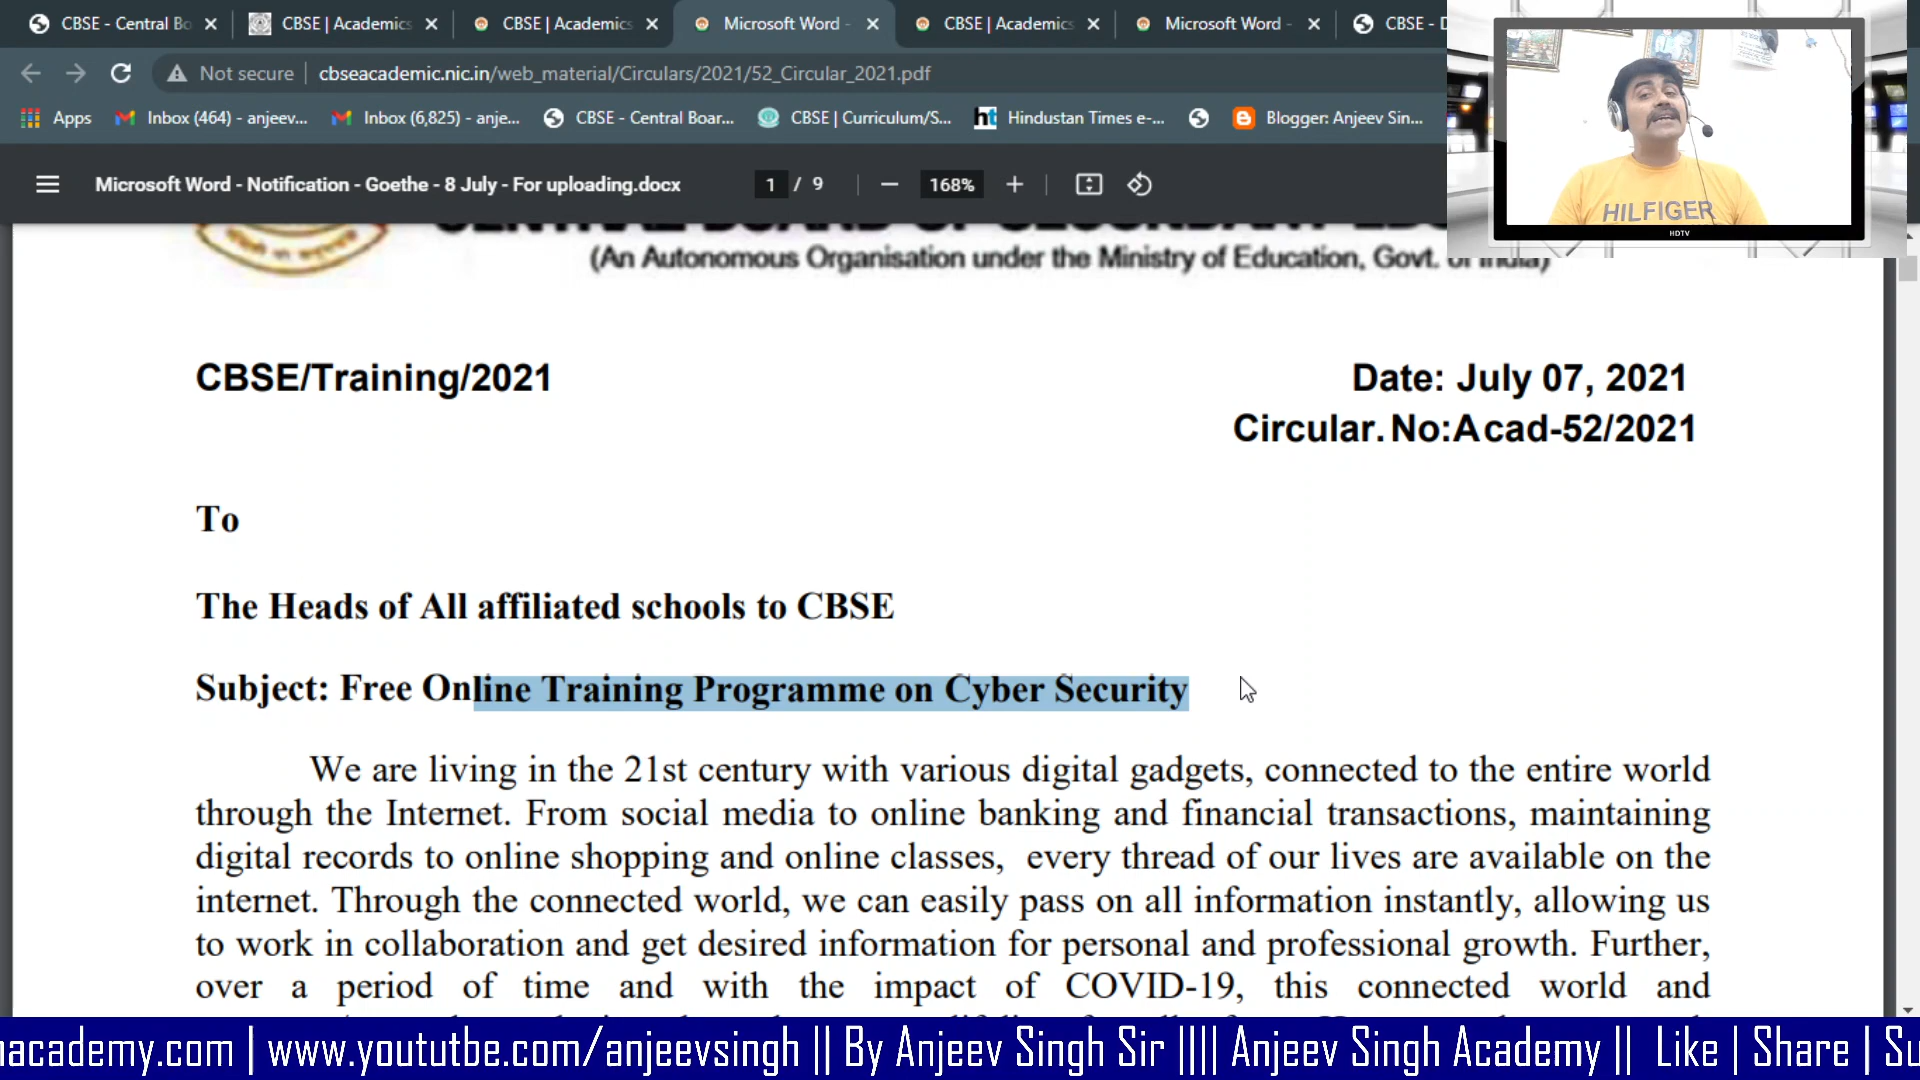 CBSE - Central Bo
CBSE | Academics
CBSE | Academics
Microsoft Word -
CBSE | Academics
Microsoft Word -
CBSE - D
Not secure
cbseacademic.nic.in/web_material/Circulars/2021/52_Circular_2021.pdf
Apps
Inbox (464) - anjeev...
Inbox (6,825) - anje...
CBSE - Central Boar...
CBSE | Curriculum/S...
ht
Hindustan Times e-...
Blogger: Anjeev Sin...
HILFIGER
HDTV
Microsoft Word - Notification - Goethe - 8 July - For uploading.docx
1 / 9
168%
(An Autonomous Organisation under the Ministry of Education, Govt. of India)
CBSE/Training/2021
Date: July 07, 2021
Circular. No:Acad-52/2021
To
The Heads of All affiliated schools to CBSE
Subject: Free Online Training Programme on Cyber Security
We are living in the 21st century with various digital gadgets, connected to the entire world
through the Internet. From social media to online banking and financial transactions, maintaining
digital records to online shopping and online classes, every thread of our lives are available on the
internet. Through the connected world, we can easily pass on all information instantly, allowing us
to work in collaboration and get desired information for personal and professional growth. Further,
over a period of time and with the impact of COVID-19, this connected world and
nacademy.com | www.yoututbe.com/anjeevsingh || By Anjeev Singh Sir |||| Anjeev Singh Academy || Like | Share | Su